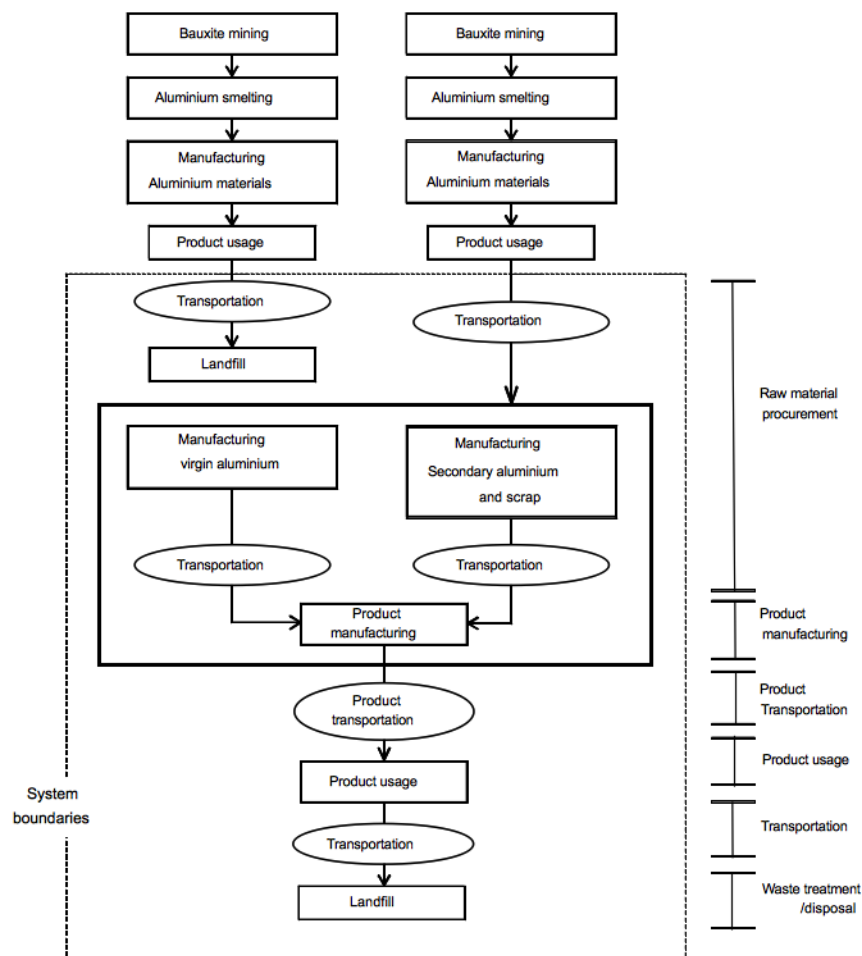 Bauxite mining
Bauxite mining
Aluminium smelting
Aluminium smelting
Manufacturing
Aluminium materials
Manufacturing
Aluminium materials
Product usage
Product usage
Transportation
Transportation
Landfill
Raw material
procurement
Manufacturing
virgin aluminium
Manufacturing
Secondary aluminium
and scrap
Transportation
Transportation
Product
manufacturing
Product
manufacturing
Product
transportation
Product
Transportation
Product usage
Product usage
System
boundaries
Transportation
Transportation
Landfill
Waste treatment
/disposal